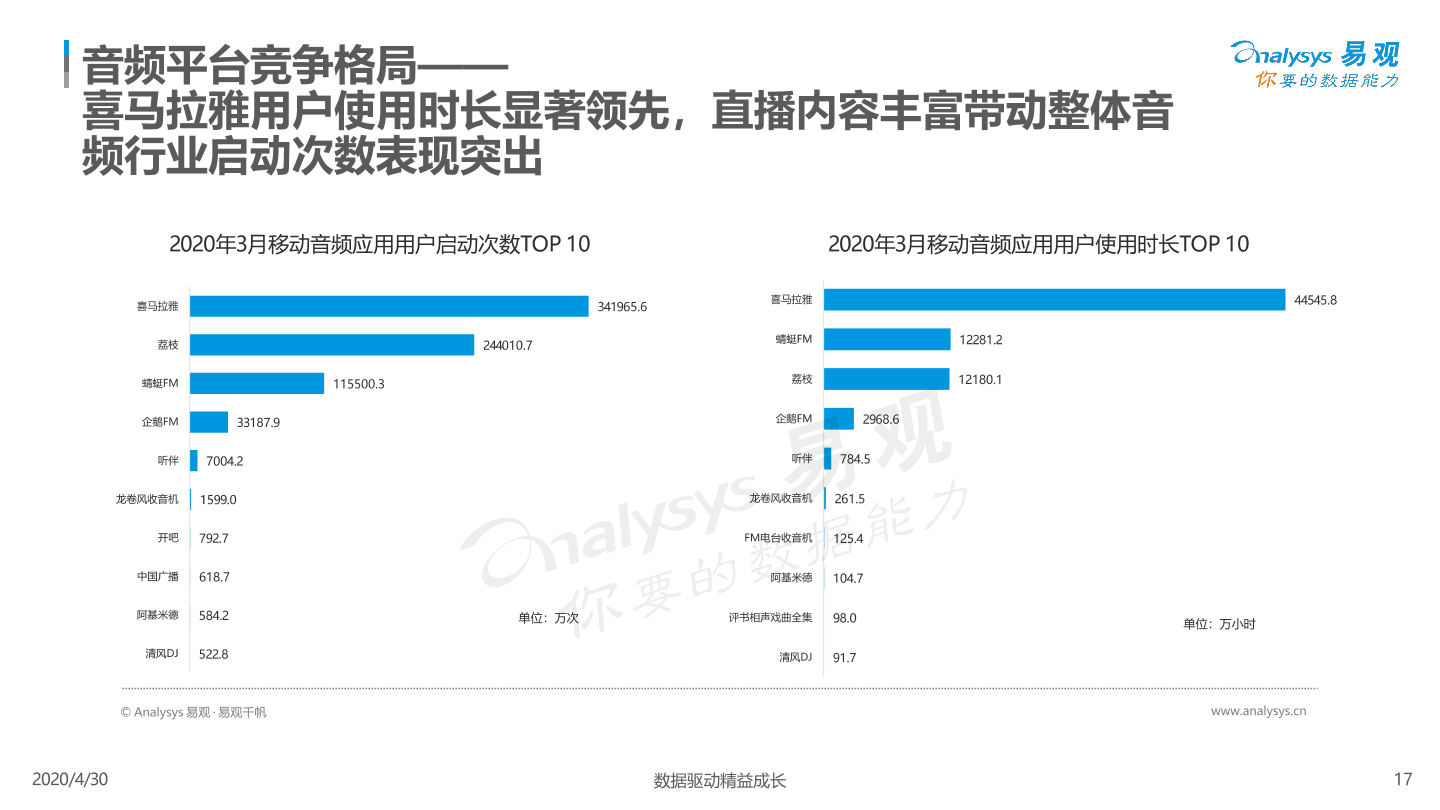 音频平台竞争格局——
喜马拉雅用户使用时长显著领先，直播内容丰富带动整体音
频行业启动次数表现突出
analysys 易观
你要的数据能力
2020年3月移动音频应用用户启动次数TOP 10
喜马拉雅 341965.6
荔枝 244010.7
蜻蜓FM 115500.3
企鹅FM 33187.9
听伴 7004.2
龙卷风收音机 1599.0
开吧 792.7
中国广播 618.7
阿基米德 584.2
清风DJ 522.8
单位：万次
2020年3月移动音频应用用户使用时长TOP 10
喜马拉雅 44545.8
蜻蜓FM 12281.2
荔枝 12180.1
企鹅FM 2968.6
听伴 784.5
龙卷风收音机 261.5
FM电台收音机 125.4
阿基米德 104.7
评书相声戏曲全集 98.0
清风DJ 91.7
单位：万小时
analysys 易观
你要的数据能力
© Analysys 易观 · 易观千帆
www.analysys.cn
2020/4/30
数据驱动精益成长
17